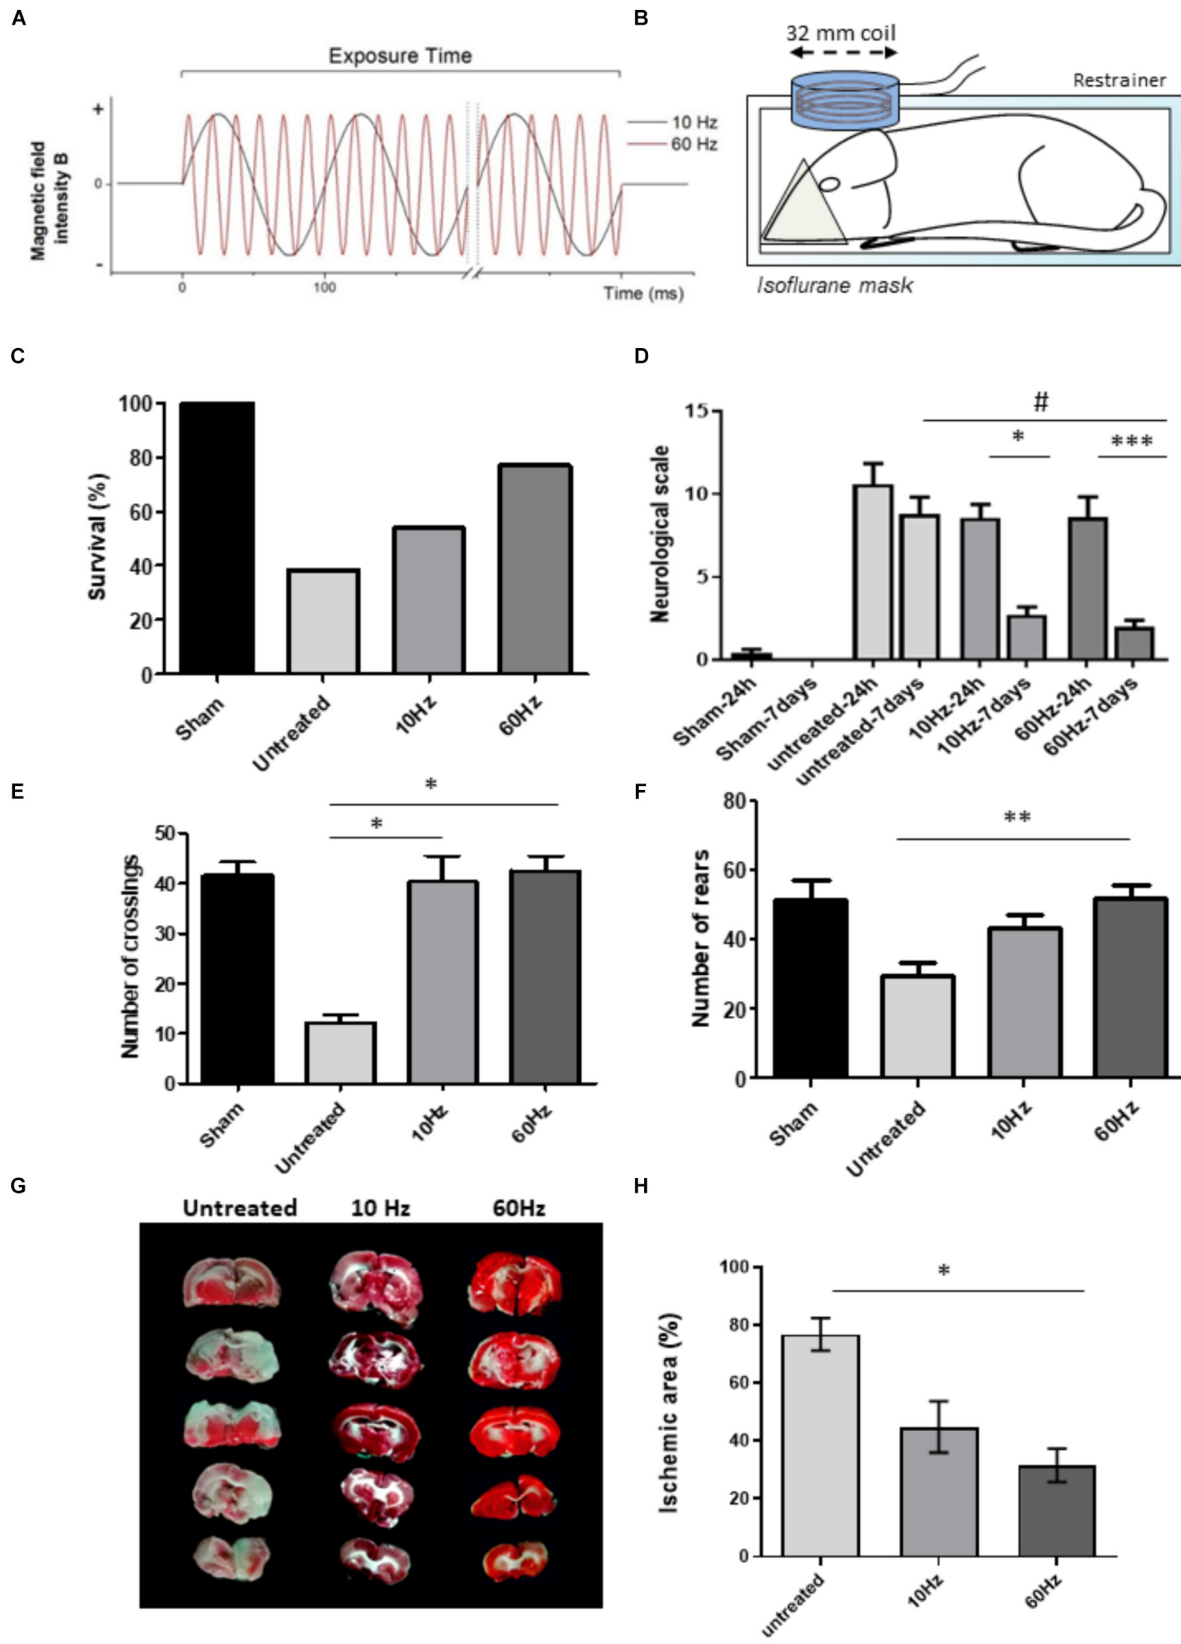 A
Exposure Time
+
0
-
Magnetic field
intensity B
10 Hz
60 Hz
0
100
Time (ms)
B
32 mm coil
Restrainer
Isoflurane mask
C
Survival (%)
100
80
60
40
20
0
Sham
Untreated
10Hz
60Hz
D
Neurological scale
15
10
5
0
#
*
***
Sham-24h
Sham-7days
untreated-24h
untreated-7days
10Hz-24h
10Hz-7days
60Hz-24h
60Hz-7days
E
Number of crossings
50
40
30
20
10
0
*
*
Sham
Untreated
10Hz
60Hz
F
Number of rears
80
60
40
20
0
**
Sham
Untreated
10Hz
60Hz
G
Untreated
10 Hz
60Hz
H
Ischemic area (%)
100
80
60
40
20
0
*
untreated
10Hz
60Hz